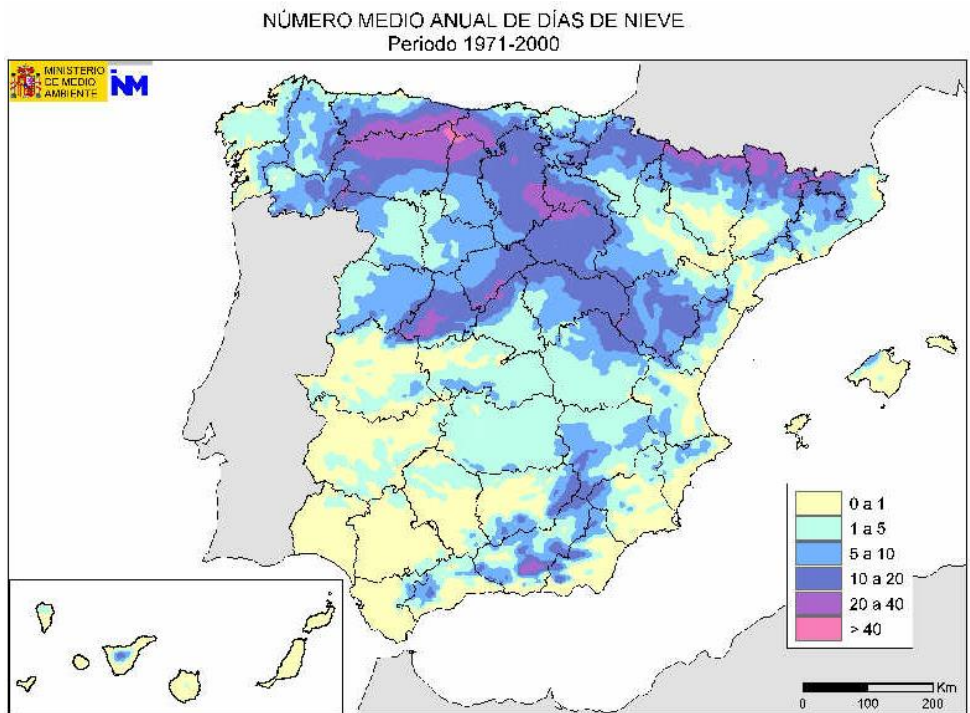 NÚMERO MEDIO ANUAL DE DÍAS DE NIEVE
Periodo 1971-2000
MINISTERIO
DE MEDIO
AMBIENTE
INM
0 a 1
1 a 5
5 a 10
10 a 20
20 a 40
> 40
Km
0 100 200